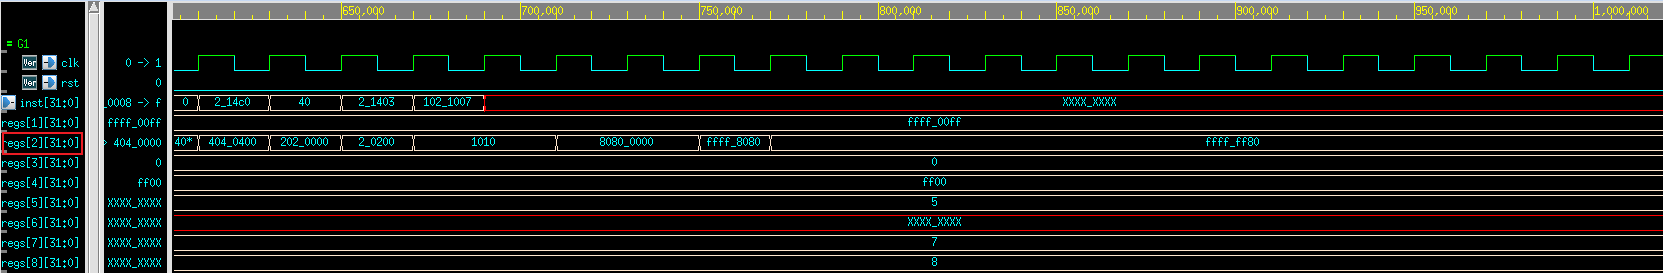 650,000 700,000 750,000 800,000 850,000 900,000 950,000 1,000,000
= G1
Ver clk 0 -> 1
Ver rst 0
inst[31:0] _0008 -> f 0 2_14c0 40 2_1403 102_1007 XXXX_XXXX
regs[1][31:0] ffff_00ff ffff_00ff
regs[2][31:0] > 404_0000 40* 404_0400 202_0000 2_0200 1010 8080_0000 ffff_8080 ffff_ff80
regs[3][31:0] 0 0
regs[4][31:0] ff00 ff00
regs[5][31:0] XXXX_XXXX 5
regs[6][31:0] XXXX_XXXX XXXX_XXXX
regs[7][31:0] XXXX_XXXX 7
regs[8][31:0] XXXX_XXXX 8